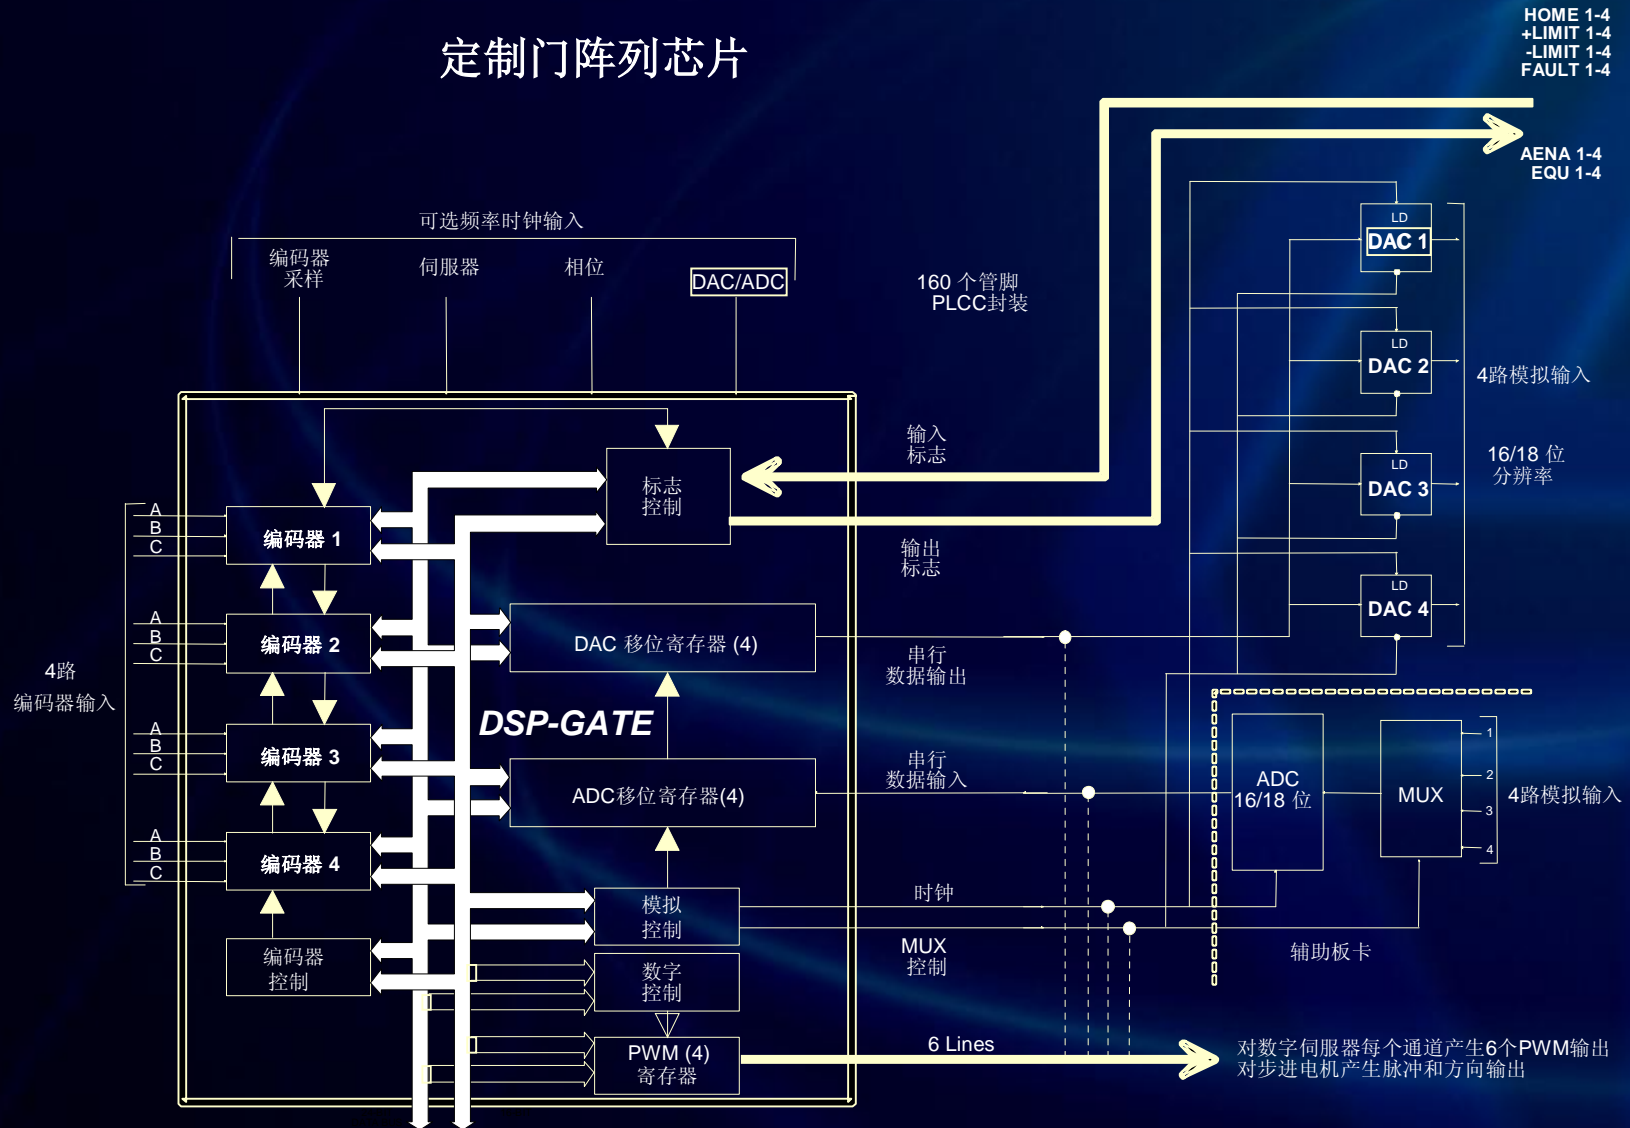 定制门阵列芯片
HOME 1-4
+LIMIT 1-4
-LIMIT 1-4
FAULT 1-4
AENA 1-4
EQU 1-4
可选频率时钟输入
编码器
采样
伺服器
相位
DAC/ADC
160 个管脚
PLCC封装
LD
DAC 1
LD
DAC 2
LD
DAC 3
LD
DAC 4
4路模拟输入
16/18 位
分辨率
输入
标志
标志
控制
输出
标志
4路
编码器输入
A
B
C
编码器 1
A
B
C
编码器 2
A
B
C
编码器 3
A
B
C
编码器 4
编码器
控制
DAC 移位寄存器 (4)
串行
数据输出
DSP-GATE
ADC移位寄存器(4)
串行
数据输入
ADC
16/18 位
MUX
1
2
3
4
4路模拟输入
模拟
控制
时钟
MUX
控制
辅助板卡
数字
控制
PWM (4)
寄存器
6 Lines
对数字伺服器每个通道产生6个PWM输出
对步进电机产生脉冲和方向输出